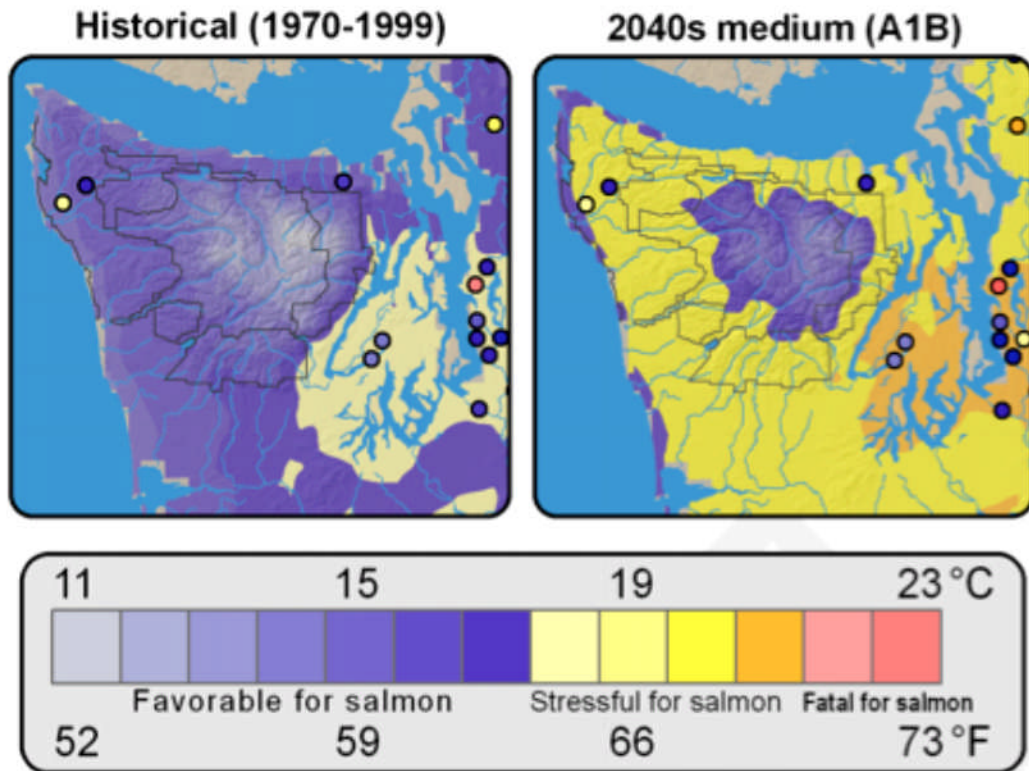 Historical (1970-1999)
2040s medium (A1B)
11 15 19 23 °C
Favorable for salmon Stressful for salmon Fatal for salmon
52 59 66 73 °F